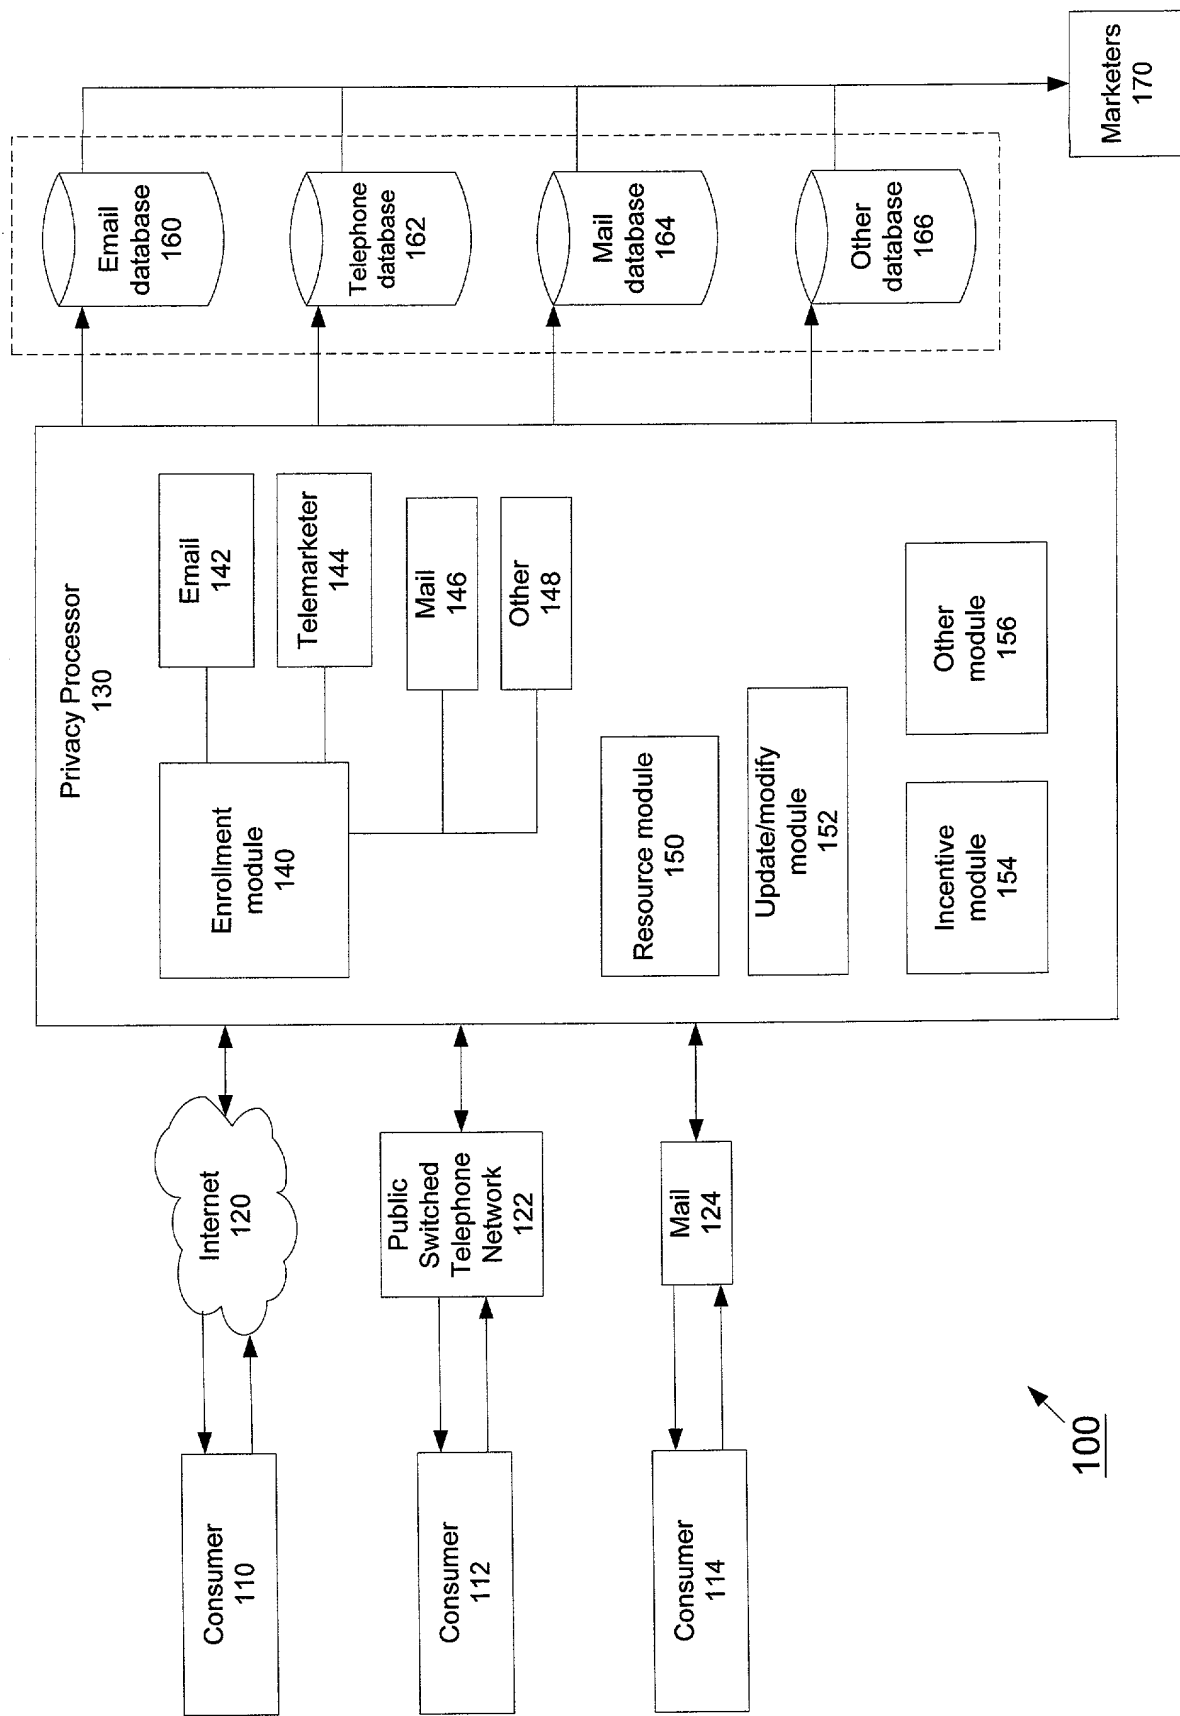 Consumer
110
Consumer
112
Consumer
114
Internet
120
Public
Switched
Telephone
Network
122
Mail
124
Privacy Processor
130
Enrollment
module
140
Email
142
Telemarketer
144
Mail
146
Other
148
Resource module
150
Update/modify
module
152
Incentive
module
154
Other
module
156
Email
database
160
Telephone
database
162
Mail
database
164
Other
database
166
Marketers
170
100